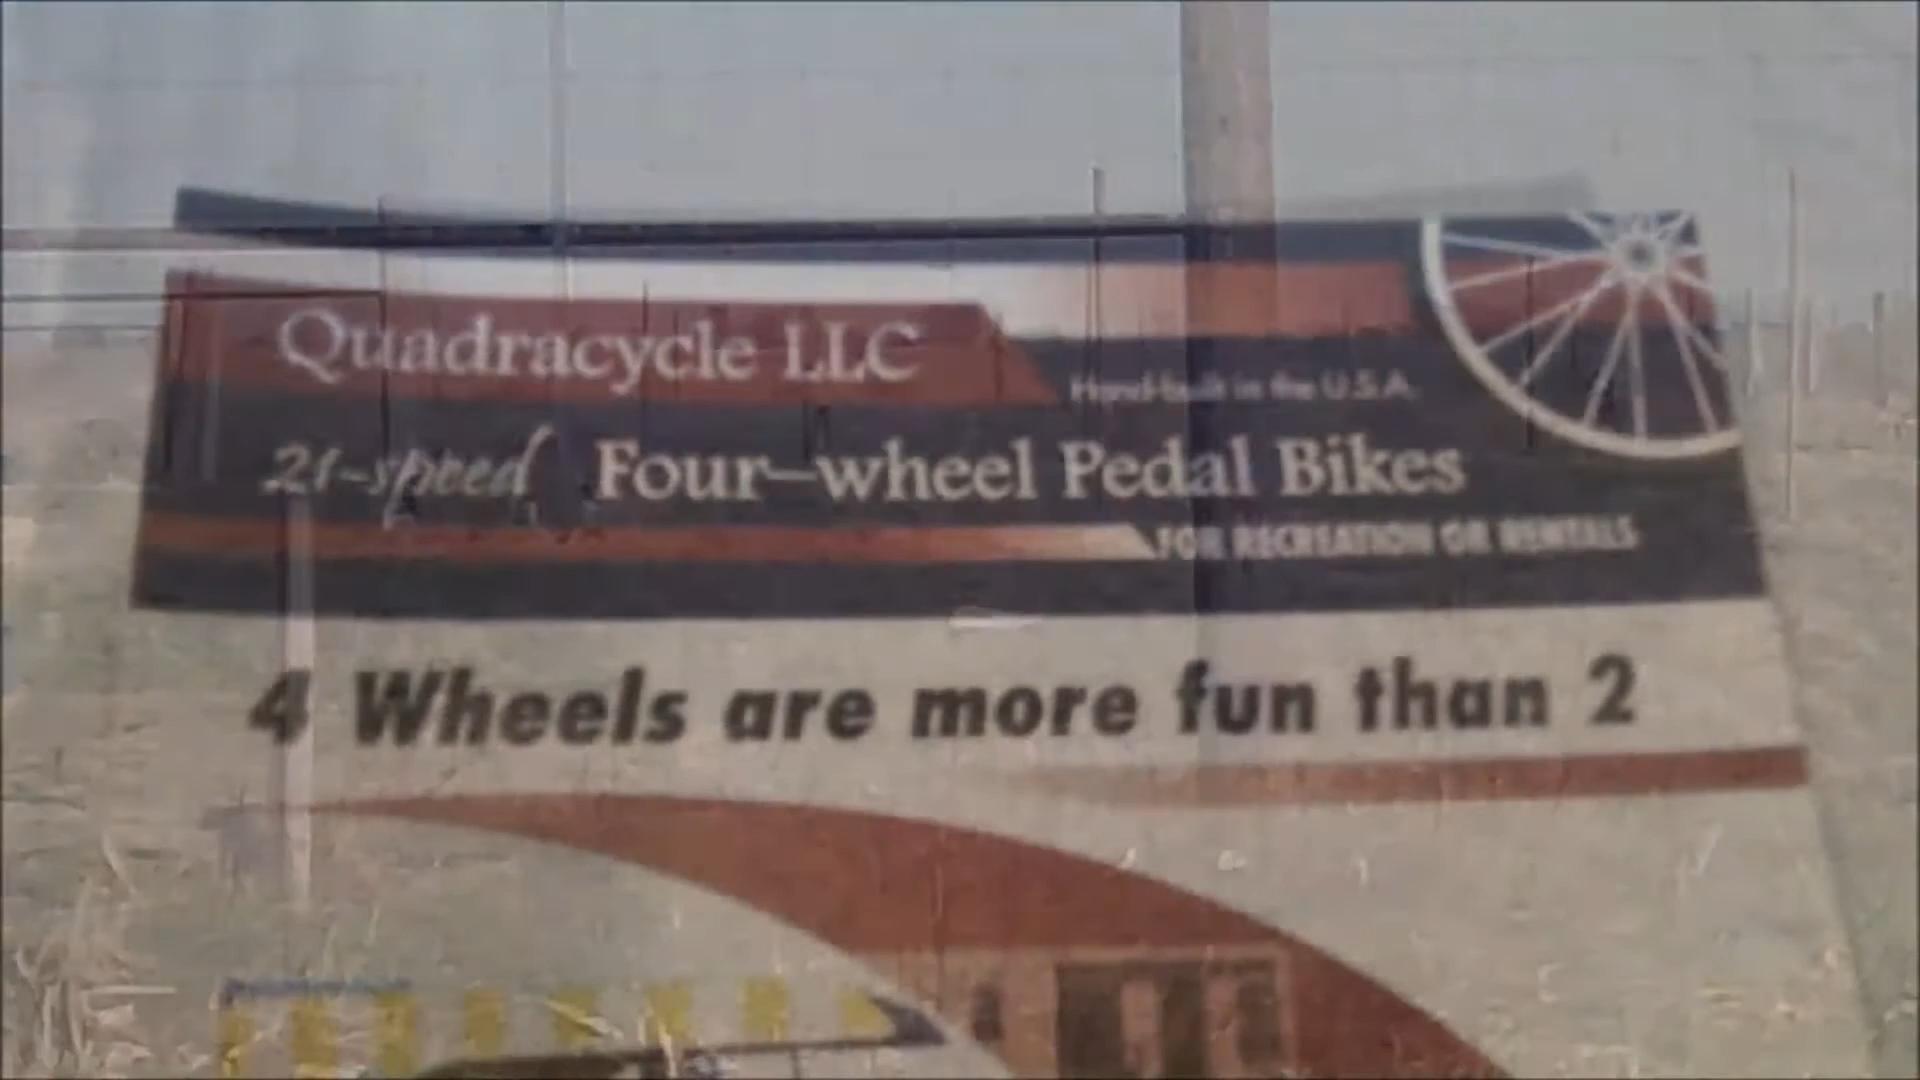 Quadracycle LLC
Hand-built in the U.S.A.
21-speed Four-wheel Pedal Bikes
FOR RECREATION OR RENTALS
4 Wheels are more fun than 2